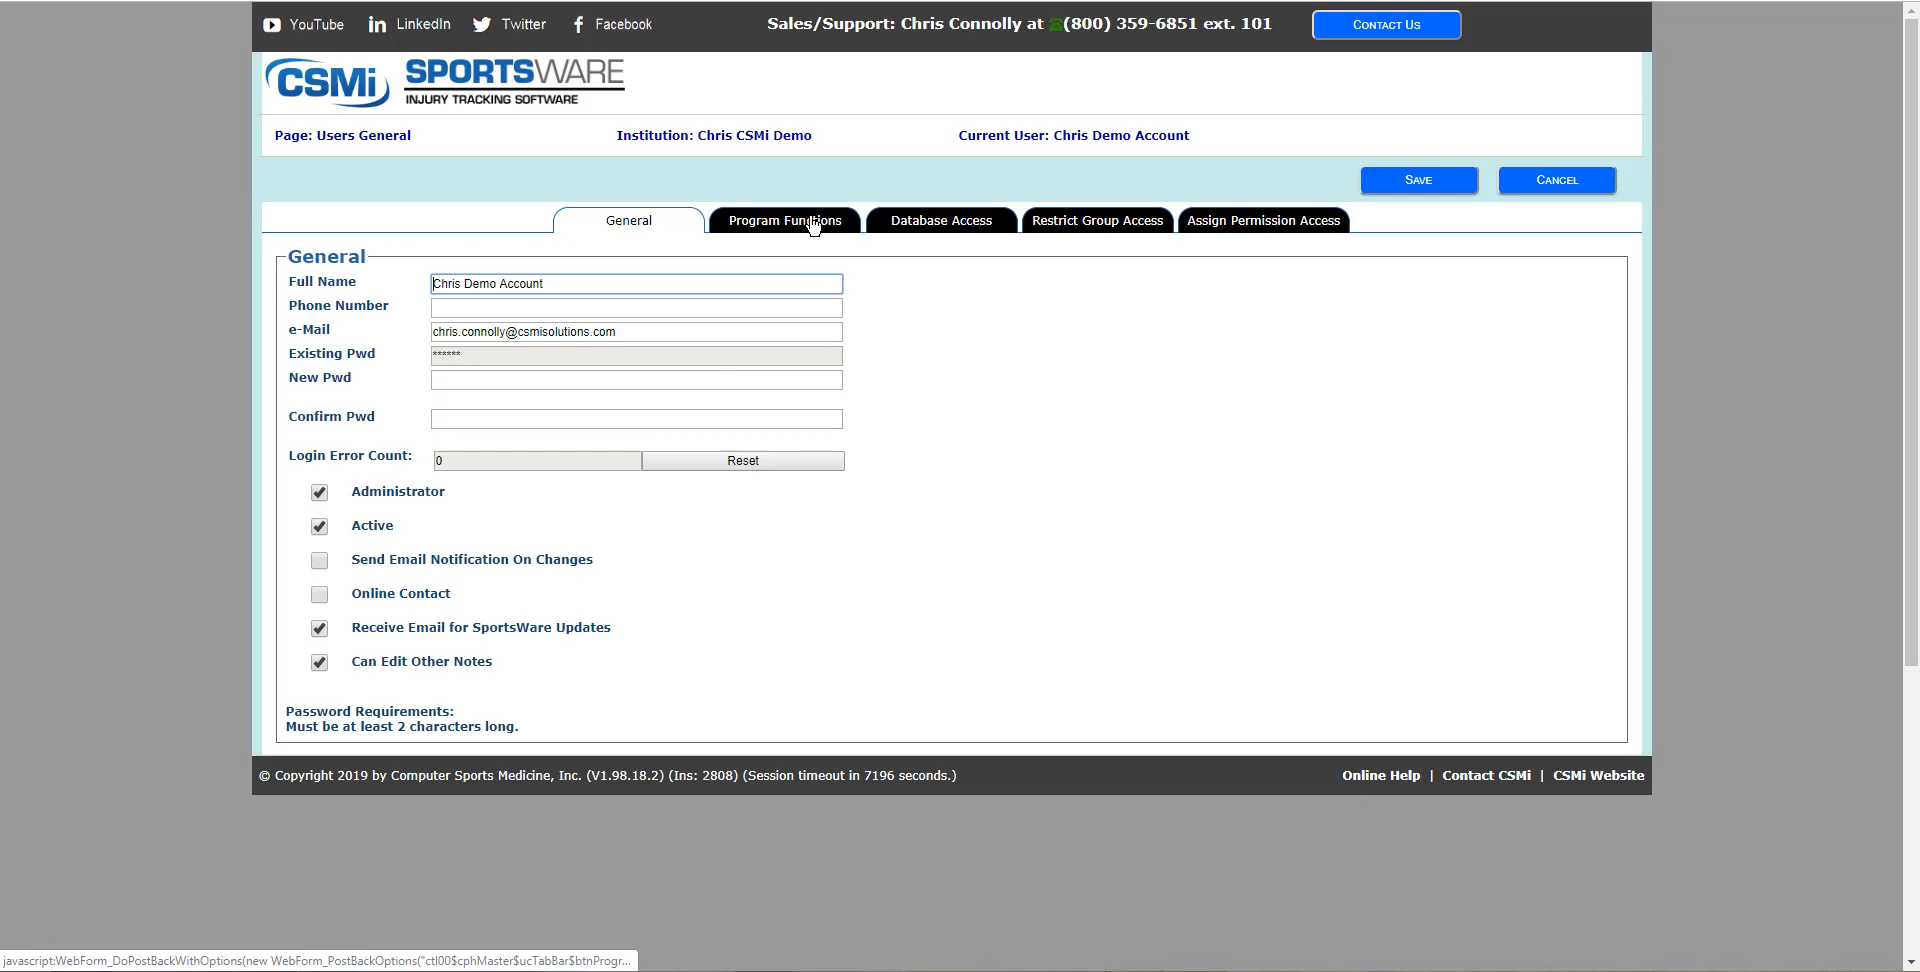 YouTube LinkedIn Twitter Facebook Sales/Support: Chris Connolly at (800) 359-6851 ext. 101 CONTACT US
CSMi SPORTSWARE
INJURY TRACKING SOFTWARE
Page: Users General Institution: Chris CSMi Demo Current User: Chris Demo Account
SAVE CANCEL
General Program Functions Database Access Restrict Group Access Assign Permission Access
General
Full Name Chris Demo Account
Phone Number
e-Mail chris.connolly@csmisolutions.com
Existing Pwd ******
New Pwd
Confirm Pwd
Login Error Count: 0 Reset
Administrator
Active
Send Email Notification On Changes
Online Contact
Receive Email for SportsWare Updates
Can Edit Other Notes
Password Requirements:
Must be at least 2 characters long.
© Copyright 2019 by Computer Sports Medicine, Inc. (V1.98.18.2) (Ins: 2808) (Session timeout in 7196 seconds.) Online Help | Contact CSMi | CSMi Website
javascript:WebForm_DoPostBackWithOptions(new WebForm_PostBackOptions("ctl00$cphMaster$ucTabBar$btnProgr...